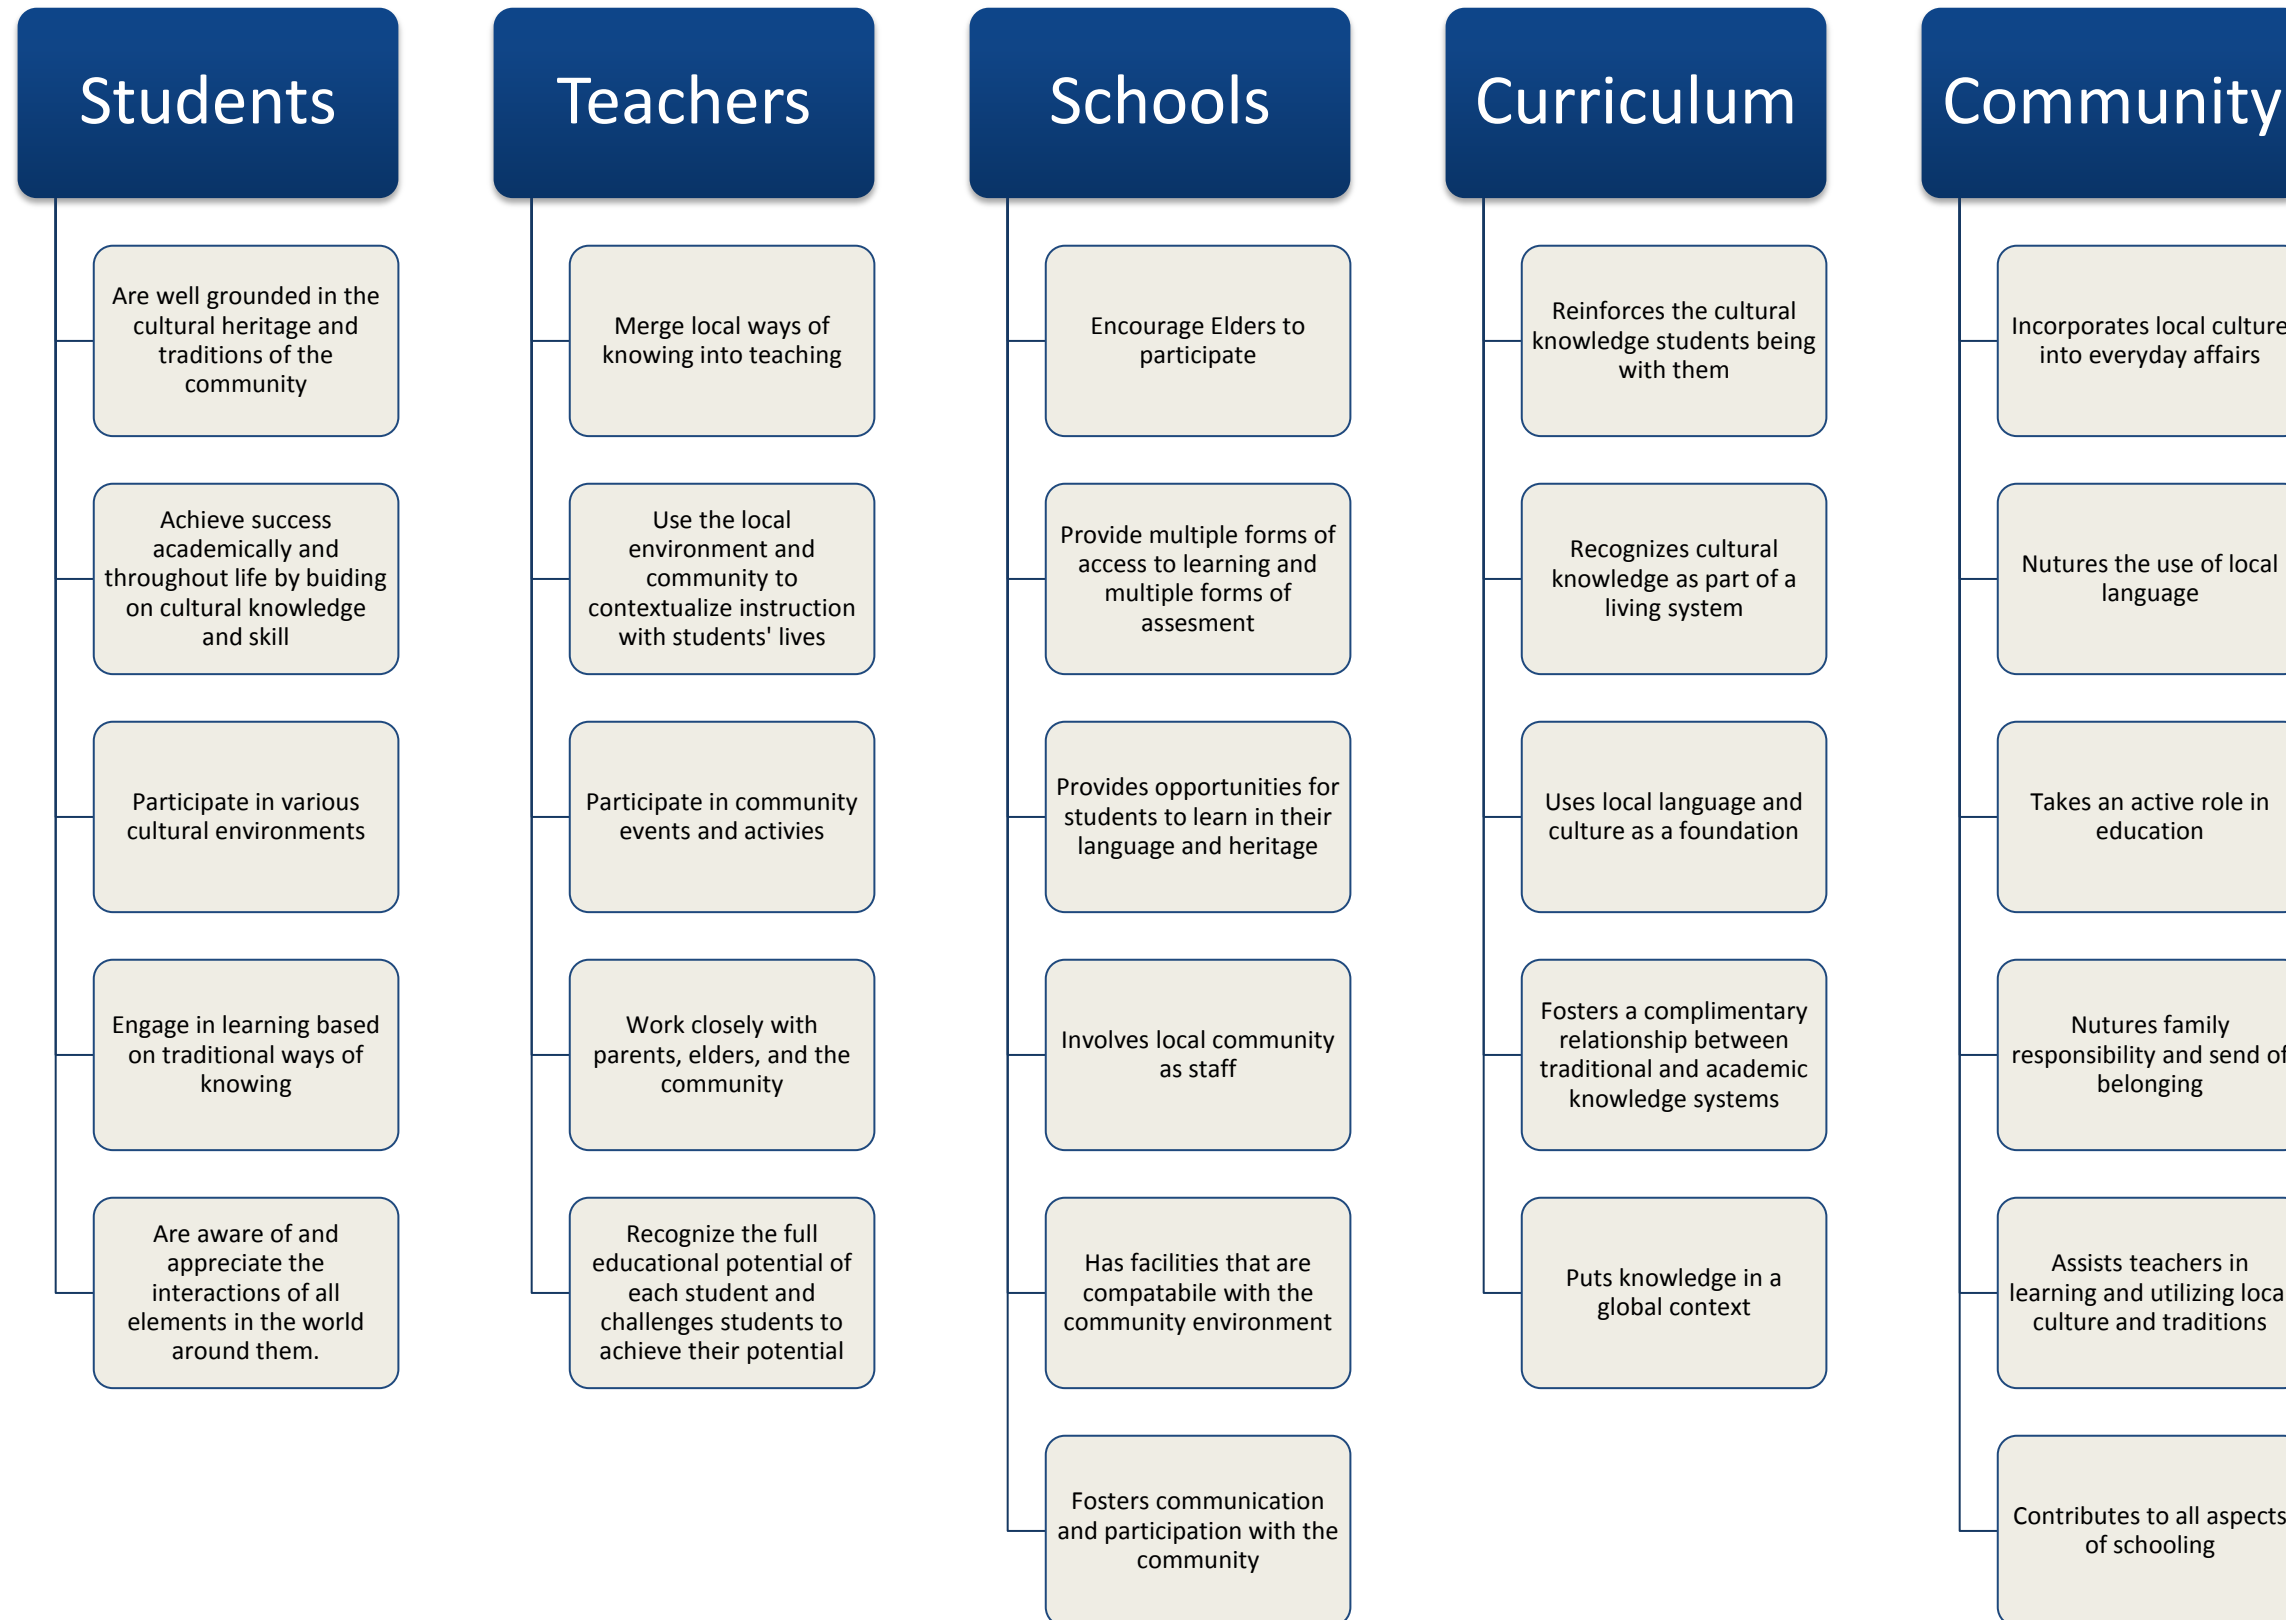 Students
Are well grounded in the
cultural heritage and
traditions of the
community
Achieve success
academically and
throughout life by buiding
on cultural knowledge
and skill
Participate in various
cultural environments
Engage in learning based
on traditional ways of
knowing
Are aware of and
appreciate the
interactions of all
elements in the world
around them.
Teachers
Merge local ways of
knowing into teaching
Use the local
environment and
community to
contextualize instruction
with students' lives
Participate in community
events and activies
Work closely with
parents, elders, and the
community
Recognize the full
educational potential of
each student and
challenges students to
achieve their potential
Schools
Encourage Elders to
participate
Provide multiple forms of
access to learning and
multiple forms of
assesment
Provides opportunities for
students to learn in their
language and heritage
Involves local community
as staff
Has facilities that are
compatabile with the
community environment
Fosters communication
and participation with the
community
Curriculum
Reinforces the cultural
knowledge students being
with them
Recognizes cultural
knowledge as part of a
living system
Uses local language and
culture as a foundation
Fosters a complimentary
relationship between
traditional and academic
knowledge systems
Puts knowledge in a
global context
Community
Incorporates local culture
into everyday affairs
Nutures the use of local
language
Takes an active role in
education
Nutures family
responsibility and send of
belonging
Assists teachers in
learning and utilizing loca
culture and traditions
Contributes to all aspects
of schooling